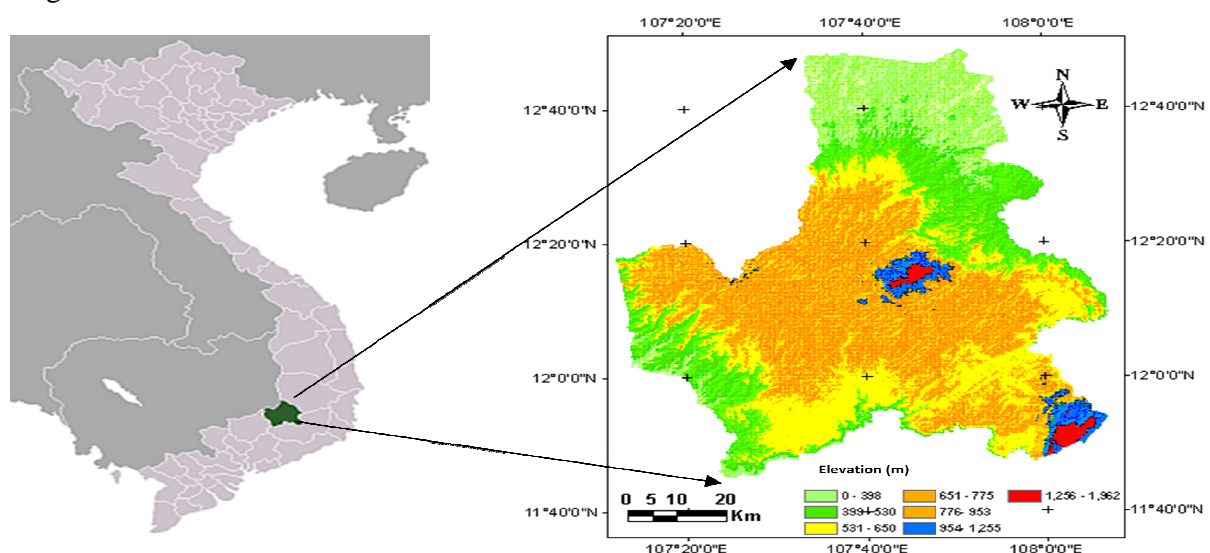 107°20'0"E 107°40'0"E 108°0'0"E
N
W E
S
12°40'0"N 12°40'0"N
12°20'0"N 12°20'0"N
12°0'0"N 12°0'0"N
Elevation (m)
0 5 10 20
Km
0 - 398 651 - 775 1,256 - 1,962
399 - 530 776 - 953
531 - 650 954 - 1,255
11°40'0"N 11°40'0"N
107°20'0"E 107°40'0"E 108°0'0"E